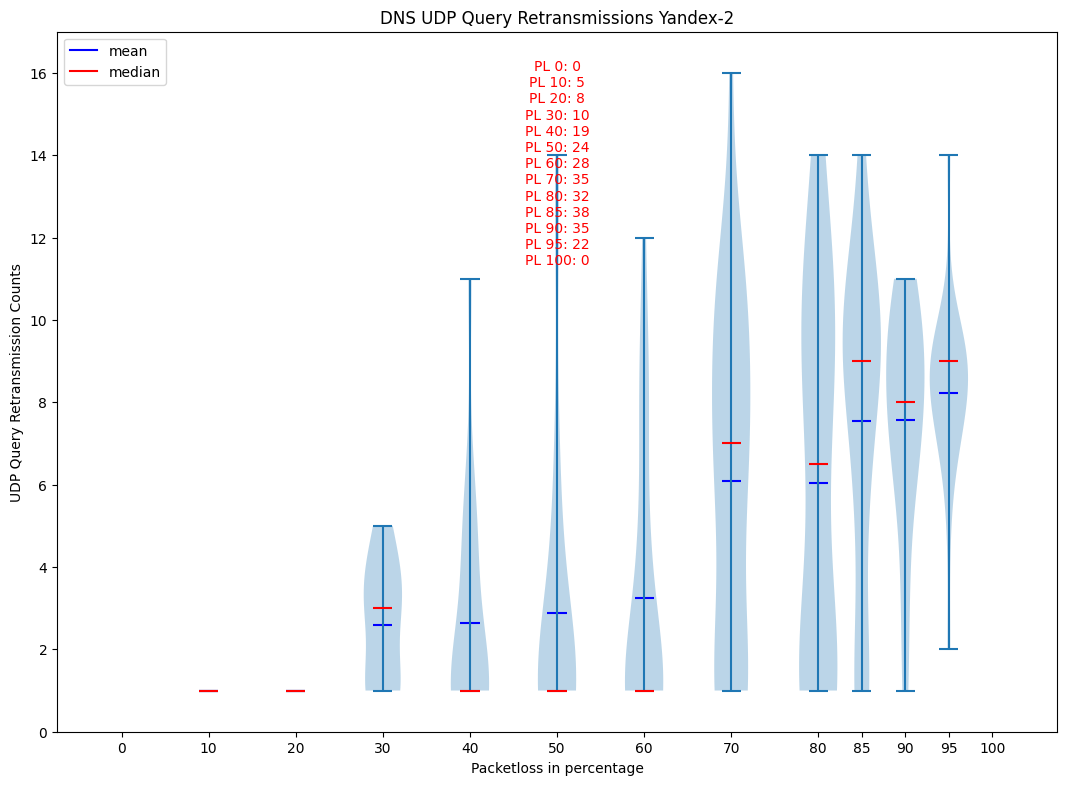 DNS UDP Query Retransmissions Yandex-2
mean
median
PL 0: 0
PL 10: 5
PL 20: 8
PL 30: 10
PL 40: 19
PL 50: 24
PL 60: 28
PL 70: 35
PL 80: 32
PL 85: 38
PL 90: 35
PL 95: 22
PL 100: 0
UDP Query Retransmission Counts
16
14
12
10
8
6
4
2
0
0 10 20 30 40 50 60 70 80 85 90 95 100
Packetloss in percentage